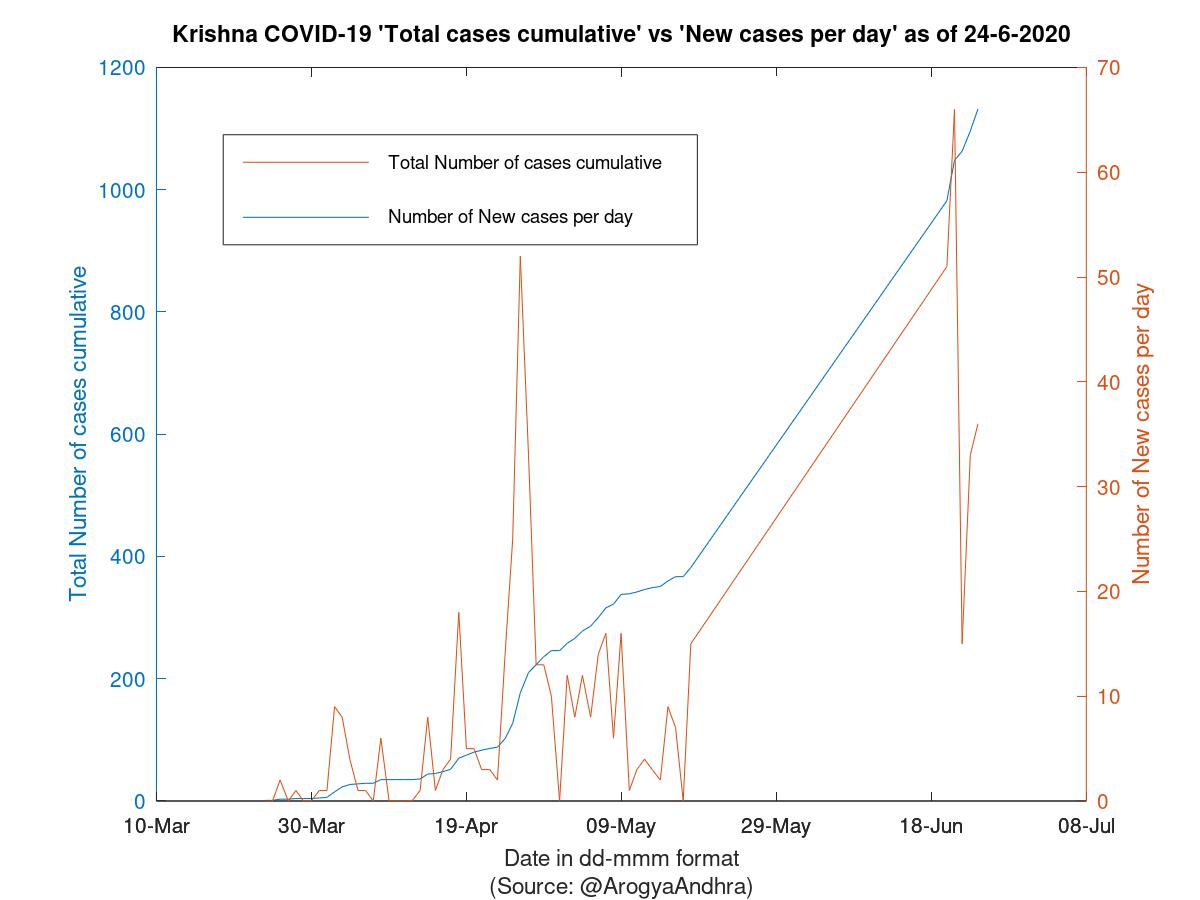 Krishna COVID-19 'Total cases cumulative' vs 'New cases per day' as of 24-6-2020
1200
1000
800
600
400
200
0
Total Number of cases cumulative
Total Number of cases cumulative
Number of New cases per day
70
60
50
40
30
20
10
0
Number of New cases per day
10-Mar 30-Mar 19-Apr 09-May 29-May 18-Jun 08-Jul
Date in dd-mmm format
(Source: @ArogyaAndhra)